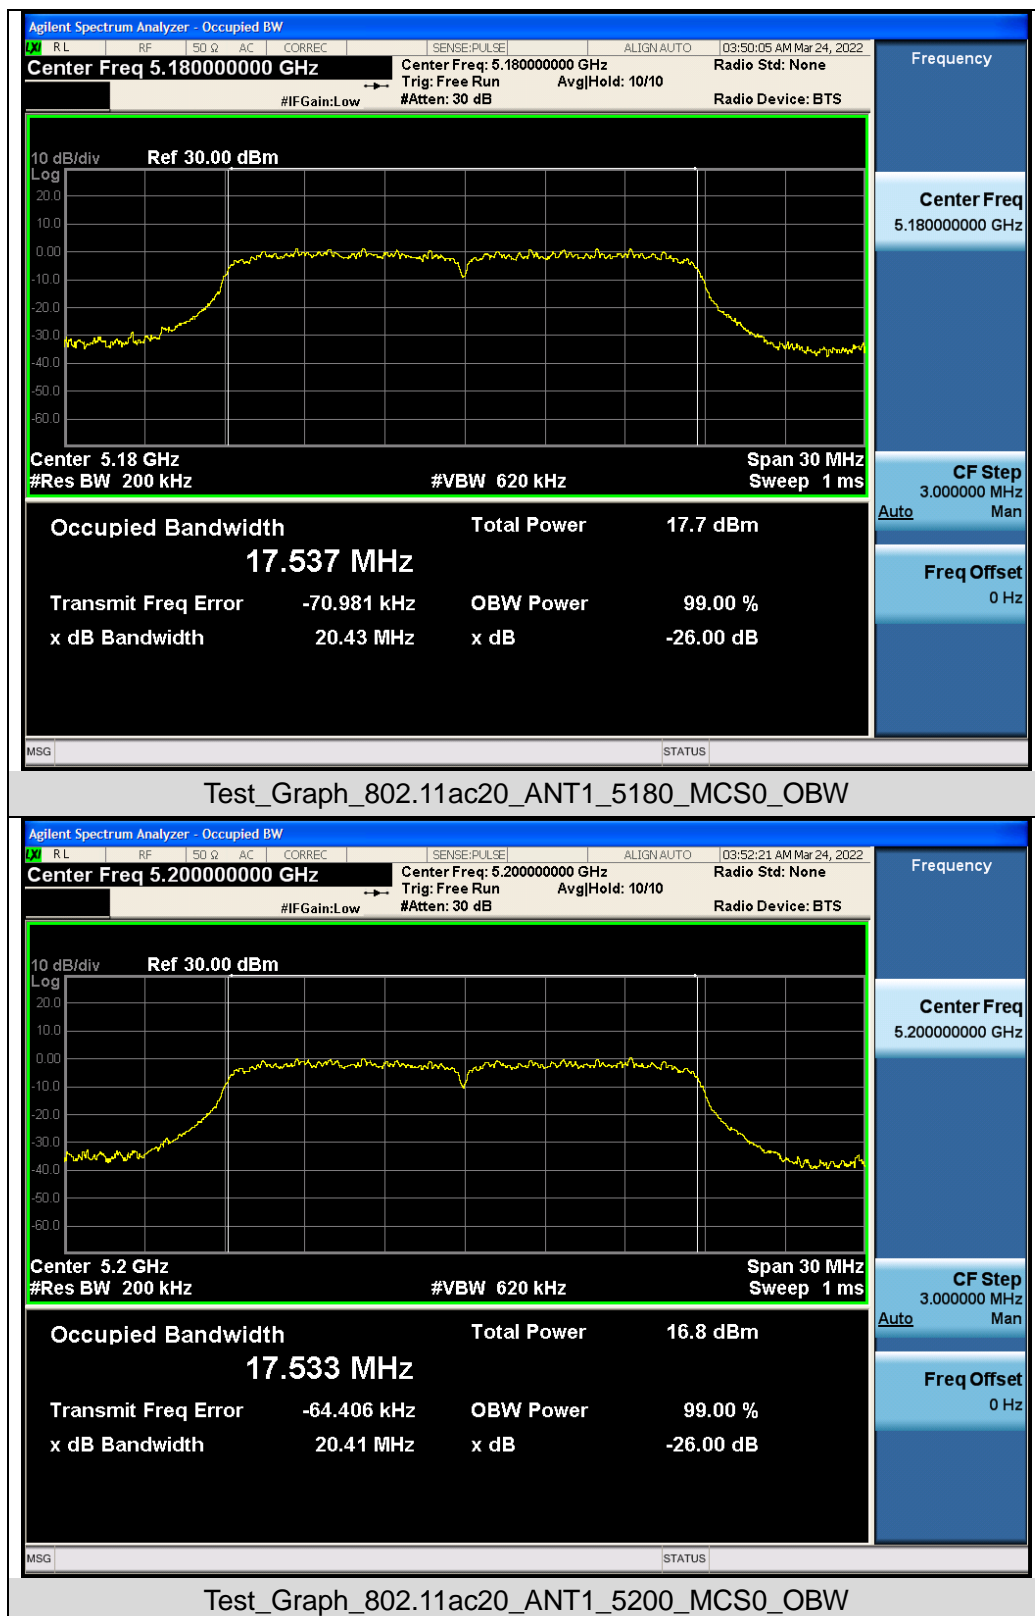 Agilent Spectrum Analyzer - Occupied BW
LXI RL RF 50 Ω AC CORREC SENSE:PULSE ALIGN AUTO 03:50:05 AM Mar 24, 2022
Center Freq 5.180000000 GHz
Center Freq: 5.180000000 GHz Radio Std: None
Trig: Free Run Avg|Hold: 10/10
#IFGain:Low #Atten: 30 dB Radio Device: BTS
Frequency
10 dB/div Ref 30.00 dBm
Log
20.0
10.0
0.00
-10.0
-20.0
-30.0
-40.0
-50.0
-60.0
Center 5.18 GHz Span 30 MHz
#Res BW 200 kHz #VBW 620 kHz Sweep 1 ms
Center Freq
5.180000000 GHz
CF Step
3.000000 MHz
Auto Man
Freq Offset
0 Hz
Occupied Bandwidth Total Power 17.7 dBm
17.537 MHz
Transmit Freq Error -70.981 kHz OBW Power 99.00 %
x dB Bandwidth 20.43 MHz x dB -26.00 dB
MSG STATUS
Test_Graph_802.11ac20_ANT1_5180_MCS0_OBW
Agilent Spectrum Analyzer - Occupied BW
LXI RL RF 50 Ω AC CORREC SENSE:PULSE ALIGN AUTO 03:52:21 AM Mar 24, 2022
Center Freq 5.200000000 GHz
Center Freq: 5.200000000 GHz Radio Std: None
Trig: Free Run Avg|Hold: 10/10
#IFGain:Low #Atten: 30 dB Radio Device: BTS
Frequency
10 dB/div Ref 30.00 dBm
Log
20.0
10.0
0.00
-10.0
-20.0
-30.0
-40.0
-50.0
-60.0
Center 5.2 GHz Span 30 MHz
#Res BW 200 kHz #VBW 620 kHz Sweep 1 ms
Center Freq
5.200000000 GHz
CF Step
3.000000 MHz
Auto Man
Freq Offset
0 Hz
Occupied Bandwidth Total Power 16.8 dBm
17.533 MHz
Transmit Freq Error -64.406 kHz OBW Power 99.00 %
x dB Bandwidth 20.41 MHz x dB -26.00 dB
MSG STATUS
Test_Graph_802.11ac20_ANT1_5200_MCS0_OBW